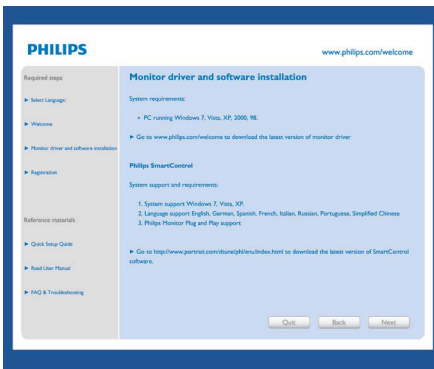 PHILIPS
www.philips.com/welcome
Required steps
Select Language:
Welcome
Monitor driver and software installation
Registration
Reference materials
Quick Setup Guide
Read User Manual
FAQ & Troubleshooting
Monitor driver and software installation
System requirements:
• PC running Windows 7, Vista, XP, 2000, 98.
Go to www.philips.com/welcome to download the latest version of monitor driver
Philips SmartControl
System support and requirements:
1. System support Windows 7, Vista, XP.
2. Language support English, German, Spanish, French, Italian, Russian, Portuguese, Simplified Chinese
3. Philips Monitor Plug and Play support
Go to http://www.portrait.com/dtune/phl/enu/index.html to download the latest version of SmartControl
software.
Quit
Back
Next